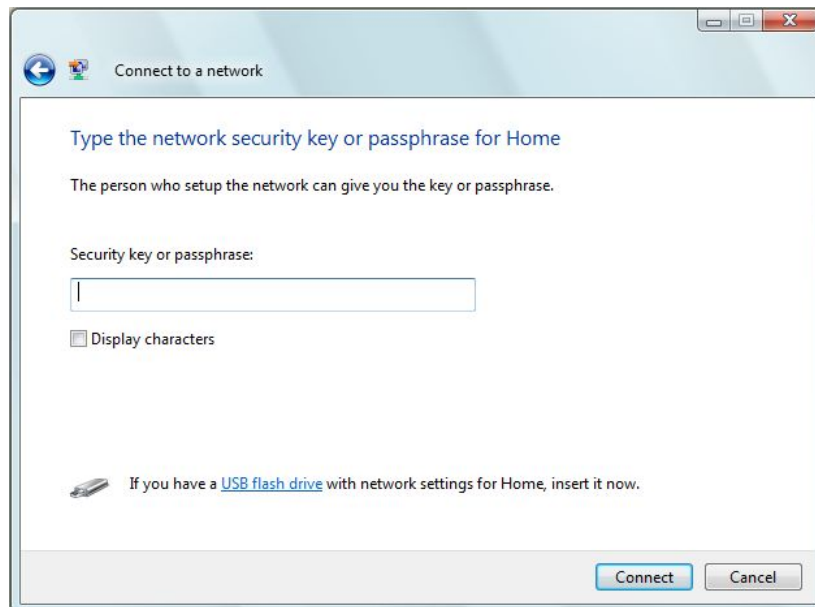 Connect to a network
Type the network security key or passphrase for Home
The person who setup the network can give you the key or passphrase.
Security key or passphrase:
Display characters
If you have a USB flash drive with network settings for Home, insert it now.
Connect Cancel